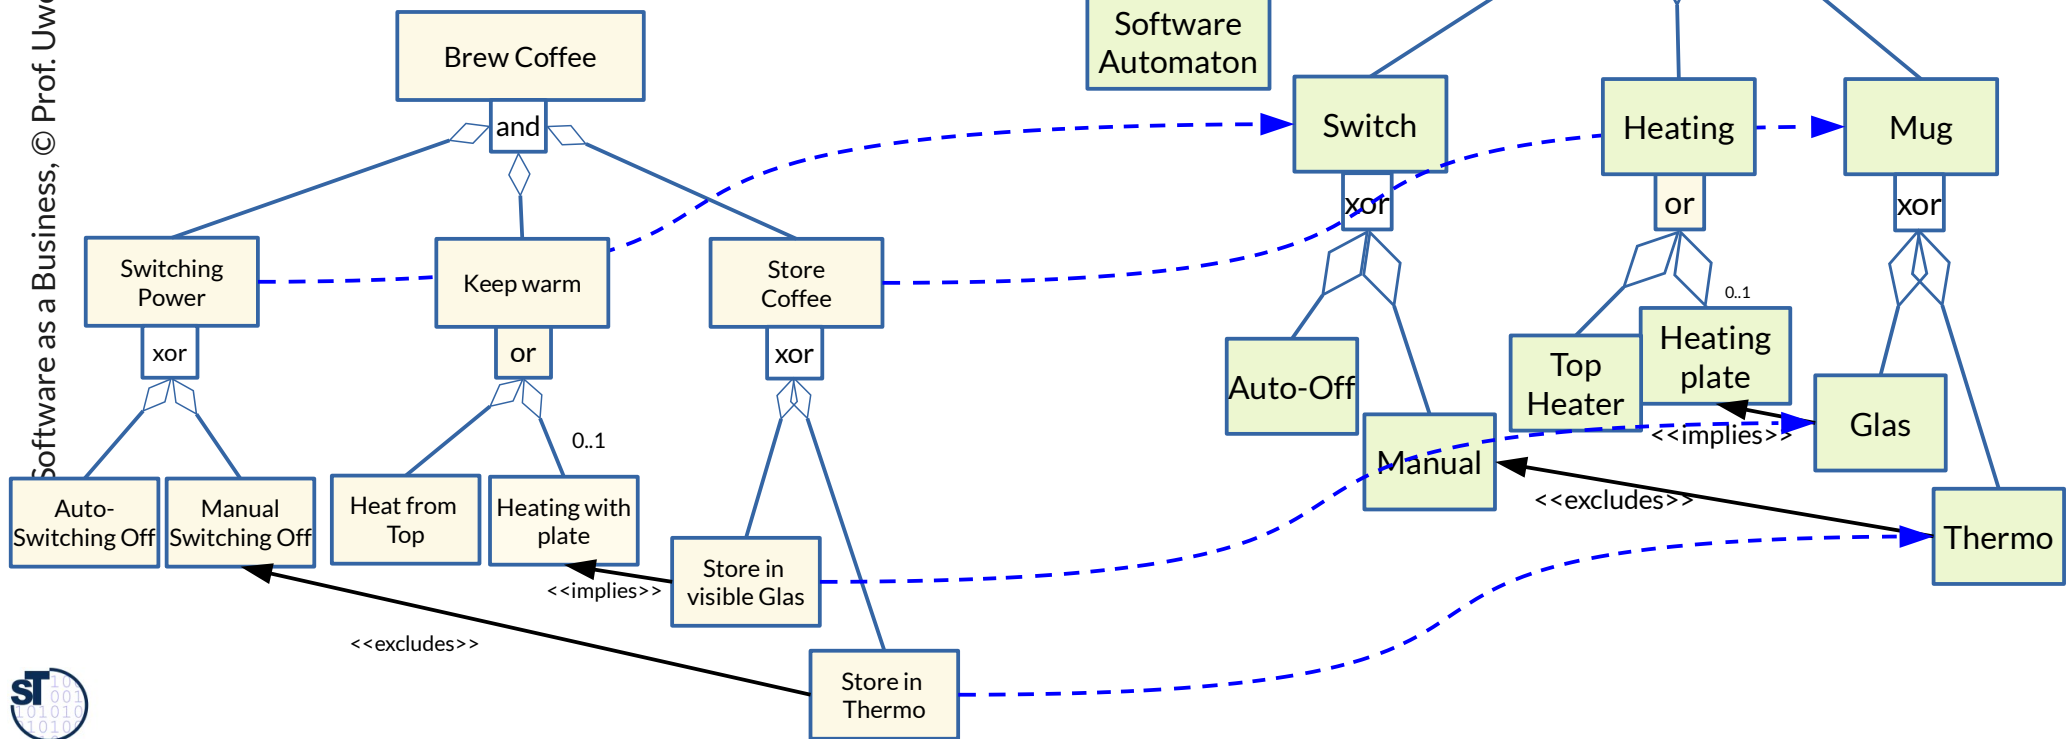 Software as a Business, © Prof. Uwe
Brew Coffee
and
Switching
Power
Keep warm
Store
Coffee
xor
or
xor
0..1
Auto-
Switching Off
Manual
Switching Off
Heat from
Top
Heating with
plate
Store in
visible Glas
<<implies>>
<<excludes>>
Store in
Thermo
Software
Automaton
Switch
Heating
Mug
xor
or
xor
0..1
Auto-Off
Manual
Top
Heater
Heating
plate
Glas
<<implies>>
<<excludes>>
Thermo
sT